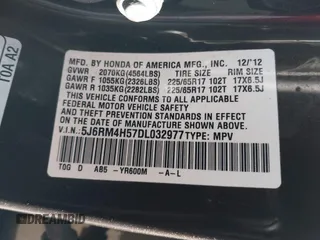 TOA A2
MFD. BY HONDA OF AMERICA MFG., INC. 12/'12
GVWR 2070KG(4564LBS) TIRE SIZE RIM SIZE
GAWR F 1055KG(2326LBS) 225/65R17 102T 17X6.5J
GAWR R 1035KG(2282LBS) 225/65R17 102T 17X6.5J
THIS VEHICLE CONFORMS TO ALL APPLICABLE FEDERAL
MOTOR VEHICLE SAFETY, BUMPER, AND THEFT
PREVENTION STANDARDS IN EFFECT ON THE DATE OF
MANUFACTURE SHOWN ABOVE.
V.I.N.:5J6RM4H57DL032977 TYPE: MPV
TDG D AB5 -YR600M -A-L
DREAMBID